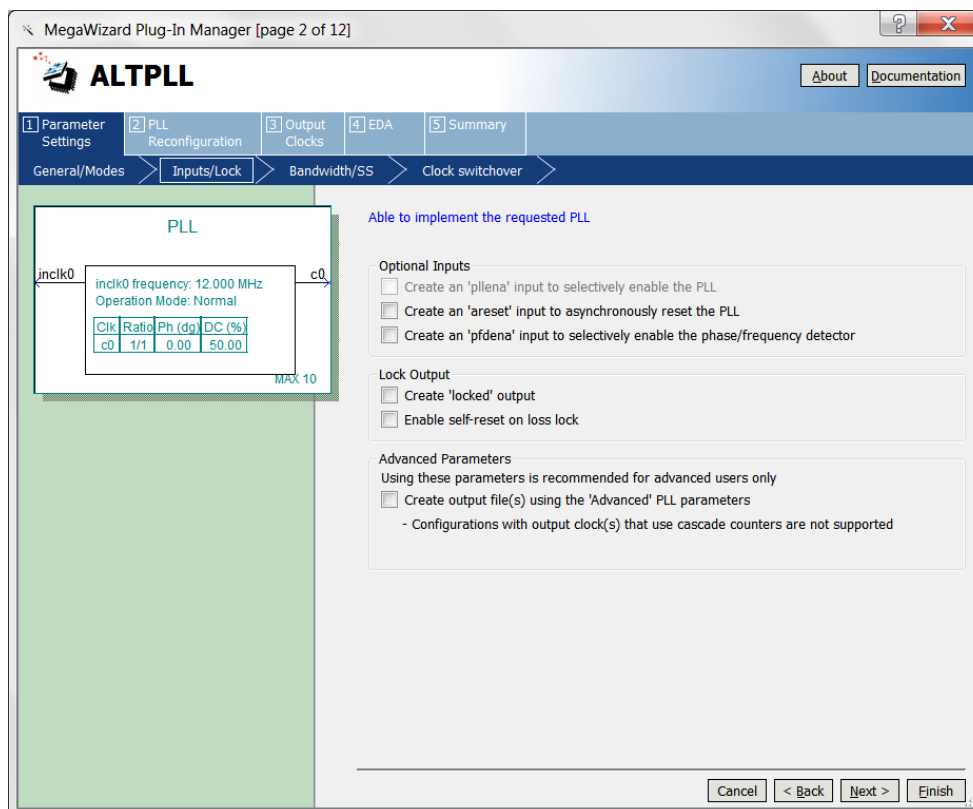 MegaWizard Plug-In Manager [page 2 of 12]
ALTPLL
About
Documentation
1 Parameter Settings
2 PLL Reconfiguration
3 Output Clocks
4 EDA
5 Summary
General/Modes
Inputs/Lock
Bandwidth/SS
Clock switchover
PLL
inclk0
c0
inclk0 frequency: 12.000 MHz
Operation Mode: Normal
Clk Ratio Ph (dg) DC (%)
c0 1/1 0.00 50.00
MAX 10
Able to implement the requested PLL
Optional Inputs
Create an 'pllena' input to selectively enable the PLL
Create an 'areset' input to asynchronously reset the PLL
Create an 'pfdena' input to selectively enable the phase/frequency detector
Lock Output
Create 'locked' output
Enable self-reset on loss lock
Advanced Parameters
Using these parameters is recommended for advanced users only
Create output file(s) using the 'Advanced' PLL parameters
- Configurations with output clock(s) that use cascade counters are not supported
Cancel
< Back
Next >
Finish